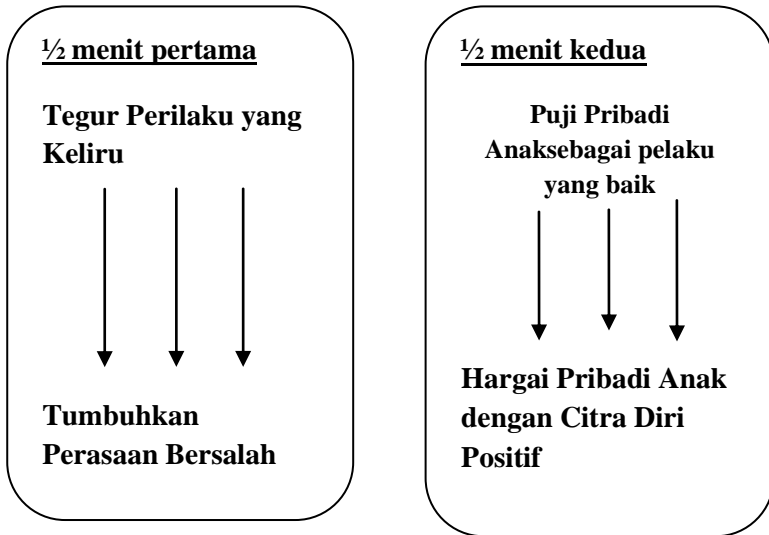 ½ menit pertama
Tegur Perilaku yang
Keliru
Tumbuhkan
Perasaan Bersalah
½ menit kedua
Puji Pribadi
Anaksebagai pelaku
yang baik
Hargai Pribadi Anak
dengan Citra Diri
Positif